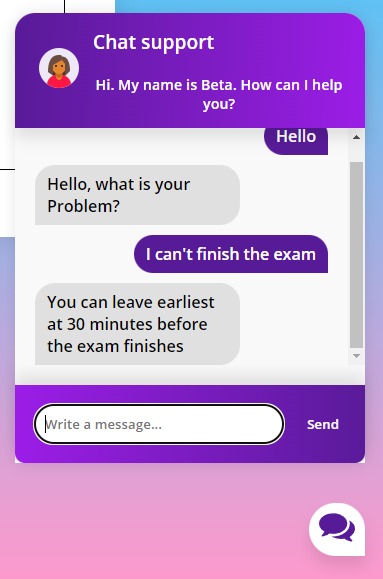 Chat support
Hi. My name is Beta. How can I help
you?
Hello
Hello, what is your
Problem?
I can't finish the exam
You can leave earliest
at 30 minutes before
the exam finishes
Write a message...
Send